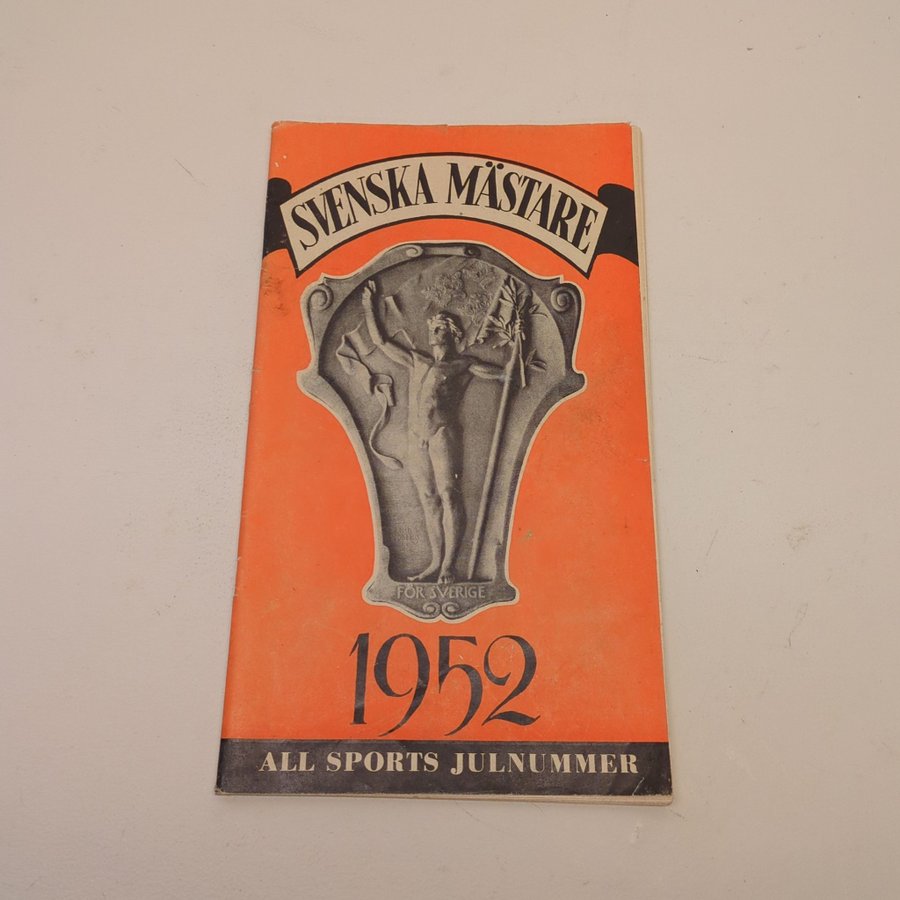 SVENSKA MÄSTARE
FÖR SVERIGE
1952
ALL SPORTS JULNUMMER